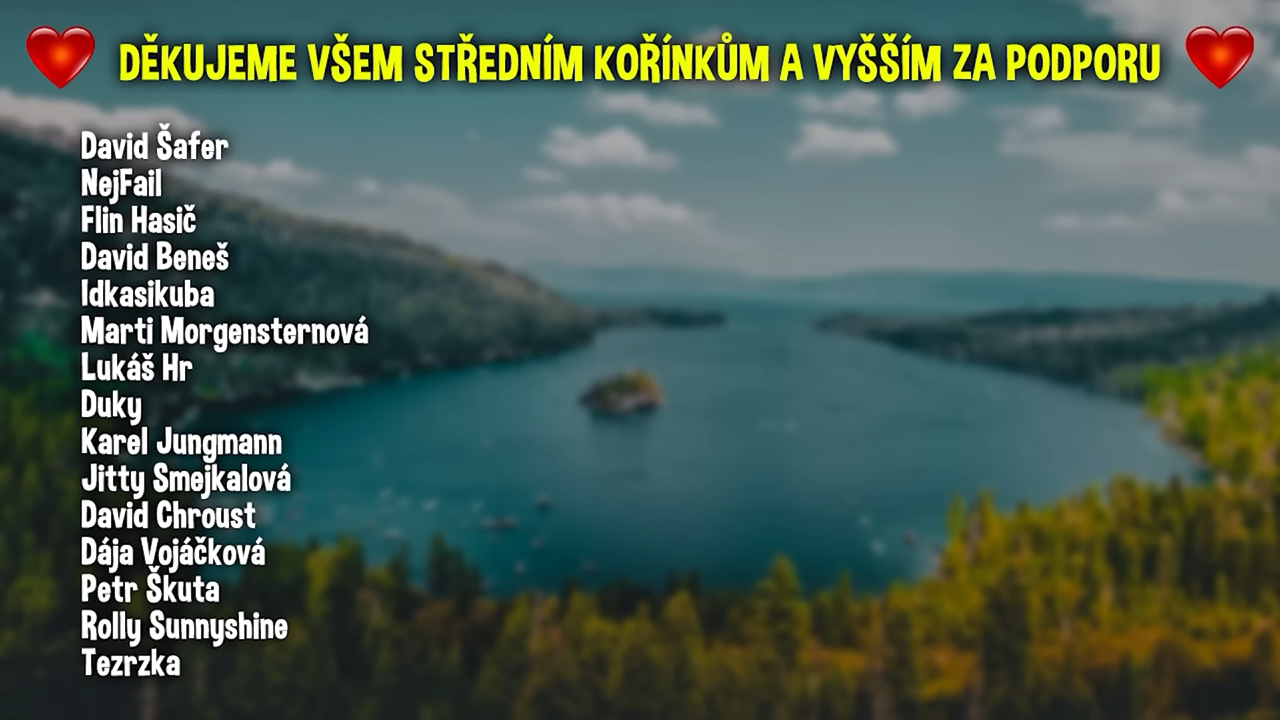 DĚKUJEME VŠEM STŘEDNÍM KOŘÍNKŮM A VYŠŠÍM ZA PODPORU
David Šafer
NejFail
Flin Hasič
David Beneš
Idkasikuba
Marti Morgensternová
Lukáš Hr
Duky
Karel Jungmann
Jitty Smejkalová
David Chroust
Dája Vojáčková
Petr Škuta
Rolly Sunnyshine
Tezrzka